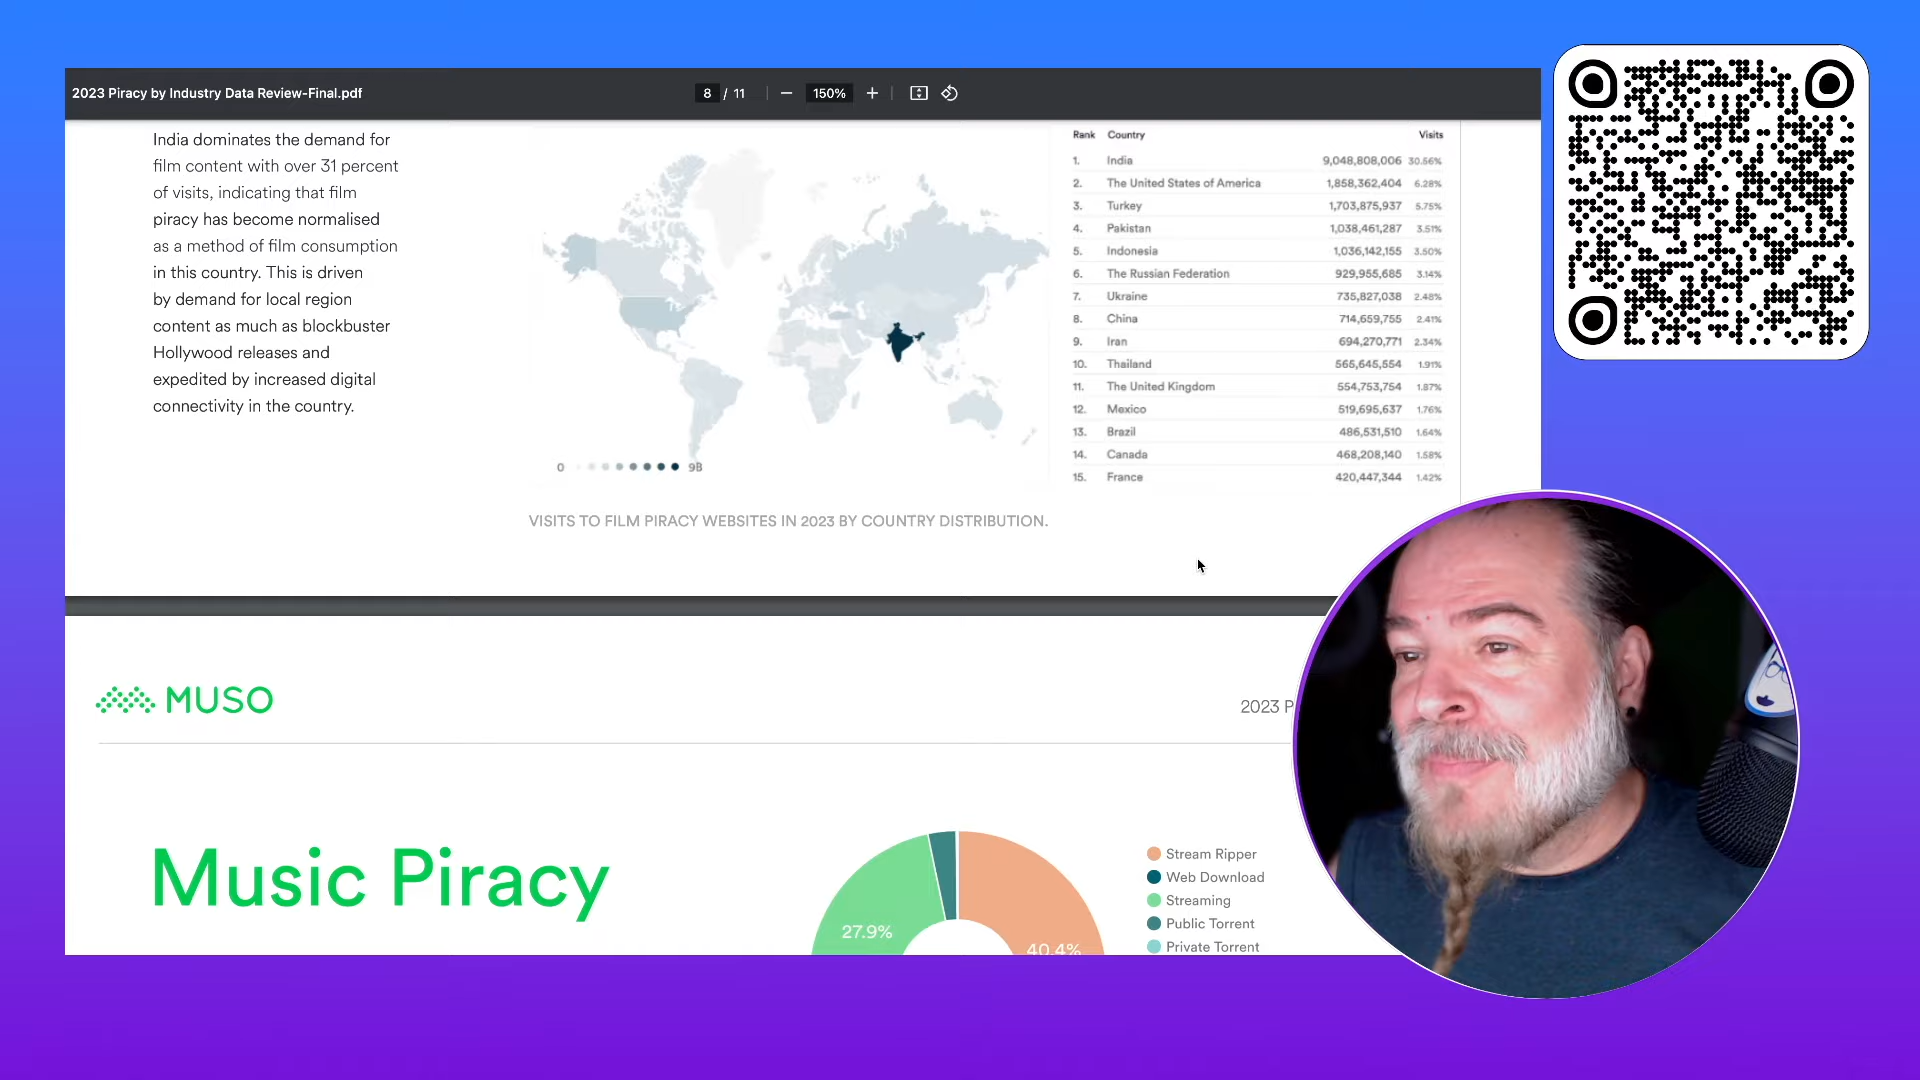 2023 Piracy by Industry Data Review-Final.pdf
8 / 11
150%
India dominates the demand for
film content with over 31 percent
of visits, indicating that film
piracy has become normalised
as a method of film consumption
in this country. This is driven
by demand for local region
content as much as blockbuster
Hollywood releases and
expedited by increased digital
connectivity in the country.
0 9B
Rank Country Visits
1. India 9,048,808,006 30.56%
2. The United States of America 1,858,362,404 6.28%
3. Turkey 1,703,875,937 5.75%
4. Pakistan 1,038,461,287 3.51%
5. Indonesia 1,036,142,155 3.50%
6. The Russian Federation 929,955,685 3.14%
7. Ukraine 735,827,038 2.48%
8. China 714,659,755 2.41%
9. Iran 694,270,771 2.34%
10. Thailand 565,645,554 1.91%
11. The United Kingdom 554,753,754 1.87%
12. Mexico 519,695,637 1.76%
13. Brazil 486,531,510 1.64%
14. Canada 468,208,140 1.58%
15. France 420,447,344 1.42%
VISITS TO FILM PIRACY WEBSITES IN 2023 BY COUNTRY DISTRIBUTION.
MUSO
2023 P
Music Piracy
27.9%
40.4%
Stream Ripper
Web Download
Streaming
Public Torrent
Private Torrent